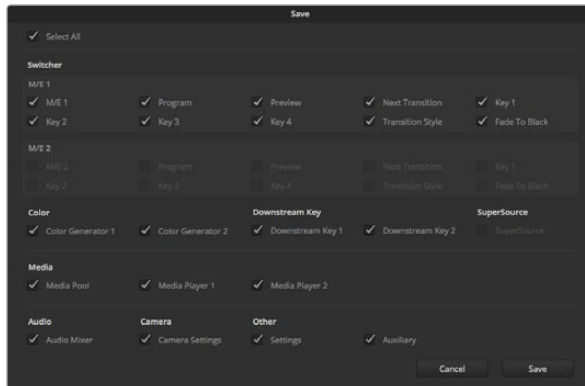 Save
Select All
Switcher
M/E 1
M/E 1 Program Preview Next Transition Key 1
Key 2 Key 3 Key 4 Transition Style Fade To Black
M/E 2
M/E 2 Program Preview Next Transition Key 1
Key 2 Key 3 Key 4 Transition Style Fade To Black
Color Downstream Key SuperSource
Color Generator 1 Color Generator 2 Downstream Key 1 Downstream Key 2 SuperSource
Media
Media Pool Media Player 1 Media Player 2
Audio Camera Other
Audio Mixer Camera Settings Settings Auxiliary
Cancel Save